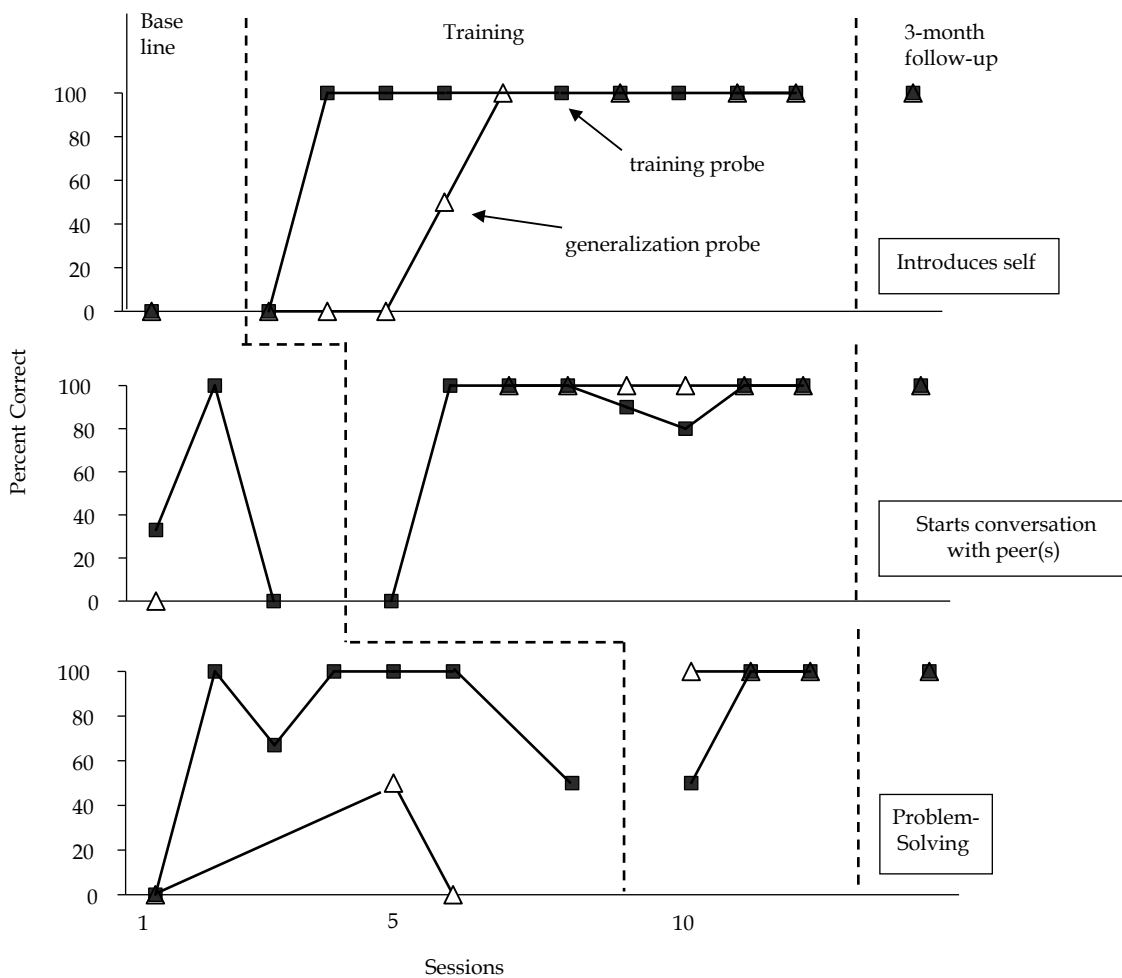 Base
line
Training
3-month
follow-up
100
80
60
40
20
0
training probe
generalization probe
Introduces self
Percent Correct
100
80
60
40
20
0
Starts conversation
with peer(s)
100
80
60
40
20
0
Problem-
Solving
1
5
10
Sessions